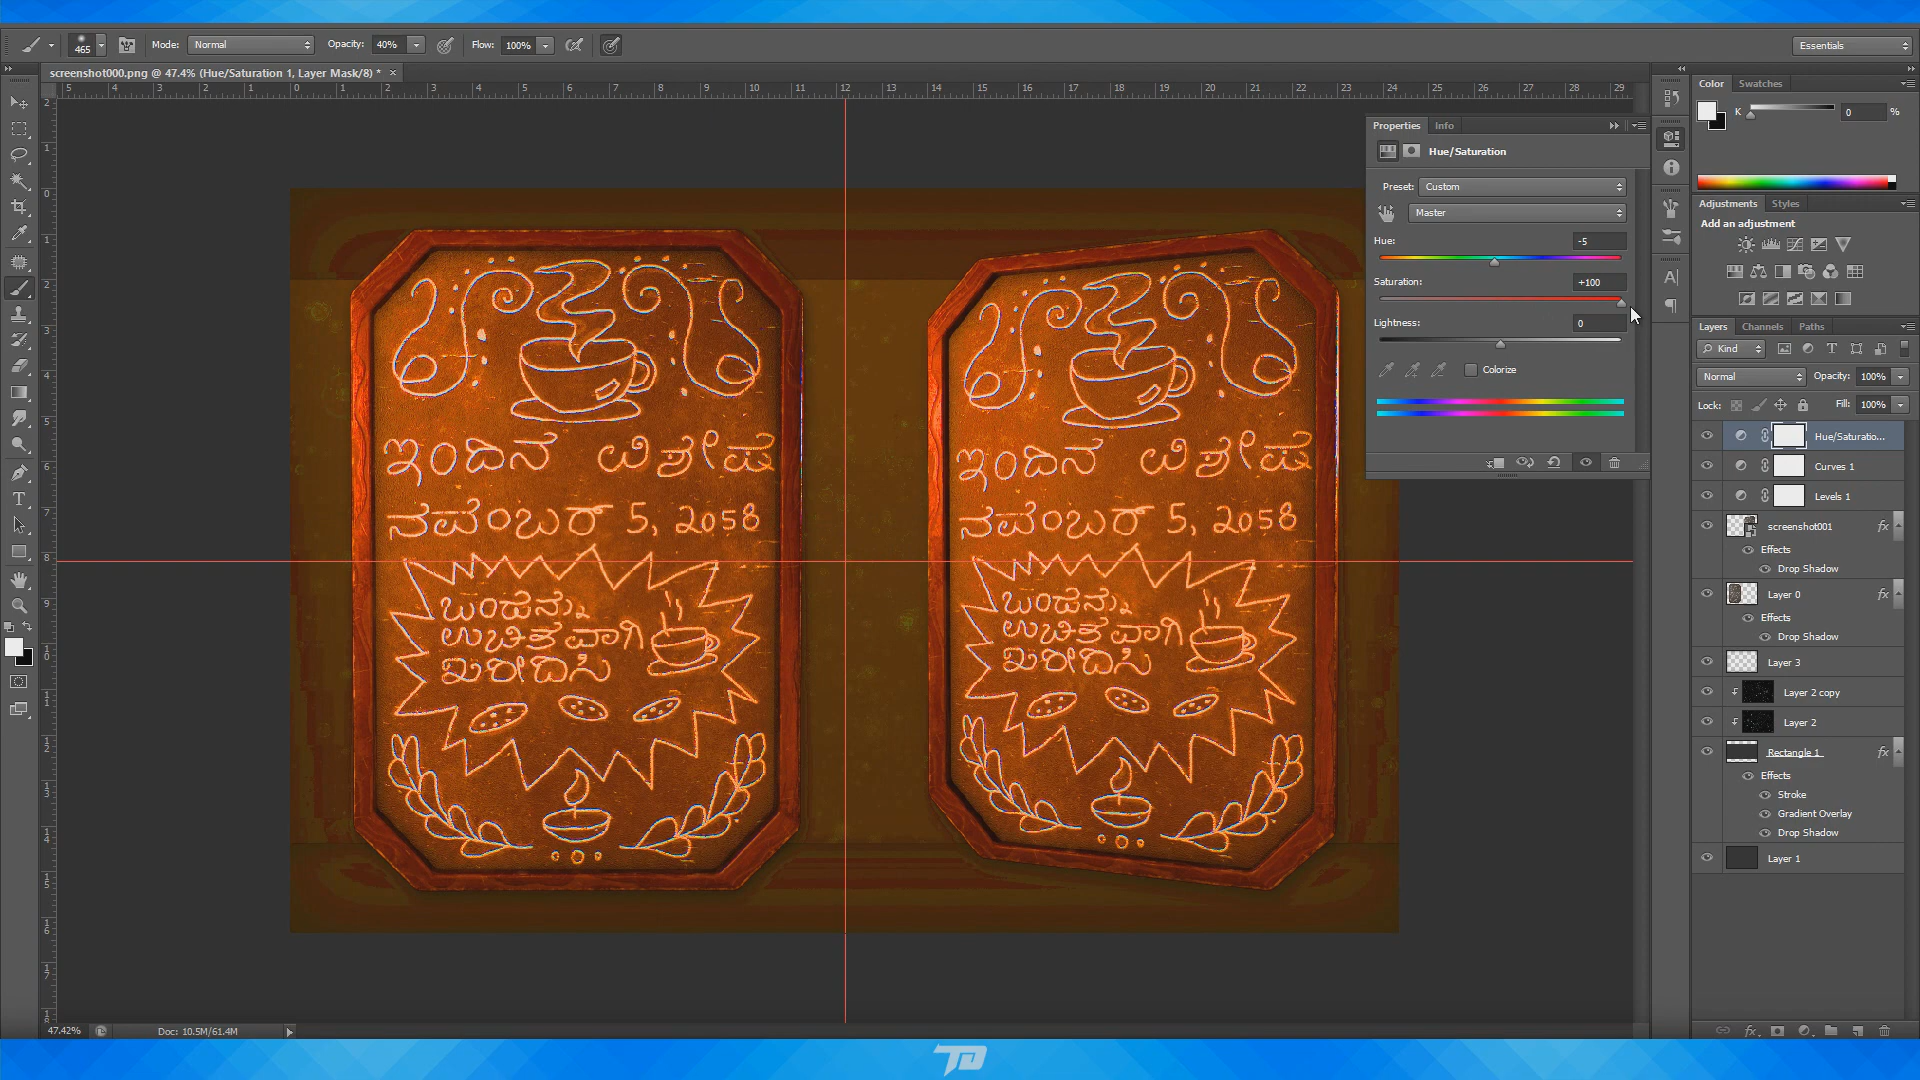 465
Mode:
Normal
Opacity:
40%
Flow:
100%
Essentials
screenshot000.png @ 47.4% (Hue/Saturation 1, Layer Mask/8) *
Color
Swatches
K
0
%
Properties
Info
Hue/Saturation
Preset:
Custom
Master
Hue:
-5
Saturation:
+100
Lightness:
0
Colorize
Adjustments
Styles
Add an adjustment
Layers
Channels
Paths
Kind
Normal
Opacity:
100%
Lock:
Fill:
100%
Hue/Saturatio...
Curves 1
Levels 1
screenshot001
Effects
Drop Shadow
Layer 0
Effects
Drop Shadow
Layer 3
Layer 2 copy
Layer 2
Rectangle 1
Effects
Stroke
Gradient Overlay
Drop Shadow
Layer 1
ಇಂದಿನ ವಿಶೇಷ
ನವೆಂಬರ್ 5, 2058
ಒಂದನ್ನು
ಉಚಿತವಾಗಿ
ಖರೀದಿಸಿ
ಇಂದಿನ ವಿಶೇಷ
ನವೆಂಬರ್ 5, 2058
ಒಂದನ್ನು
ಉಚಿತವಾಗಿ
ಖರೀದಿಸಿ
47.42%
Doc: 10.5M/61.4M